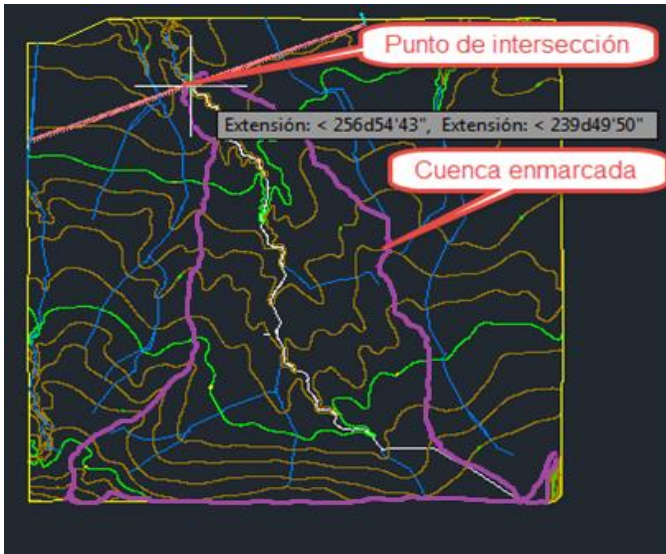 Punto de intersección
Extensión: < 256d54'43", Extensión: < 239d49'50"
Cuenca enmarcada